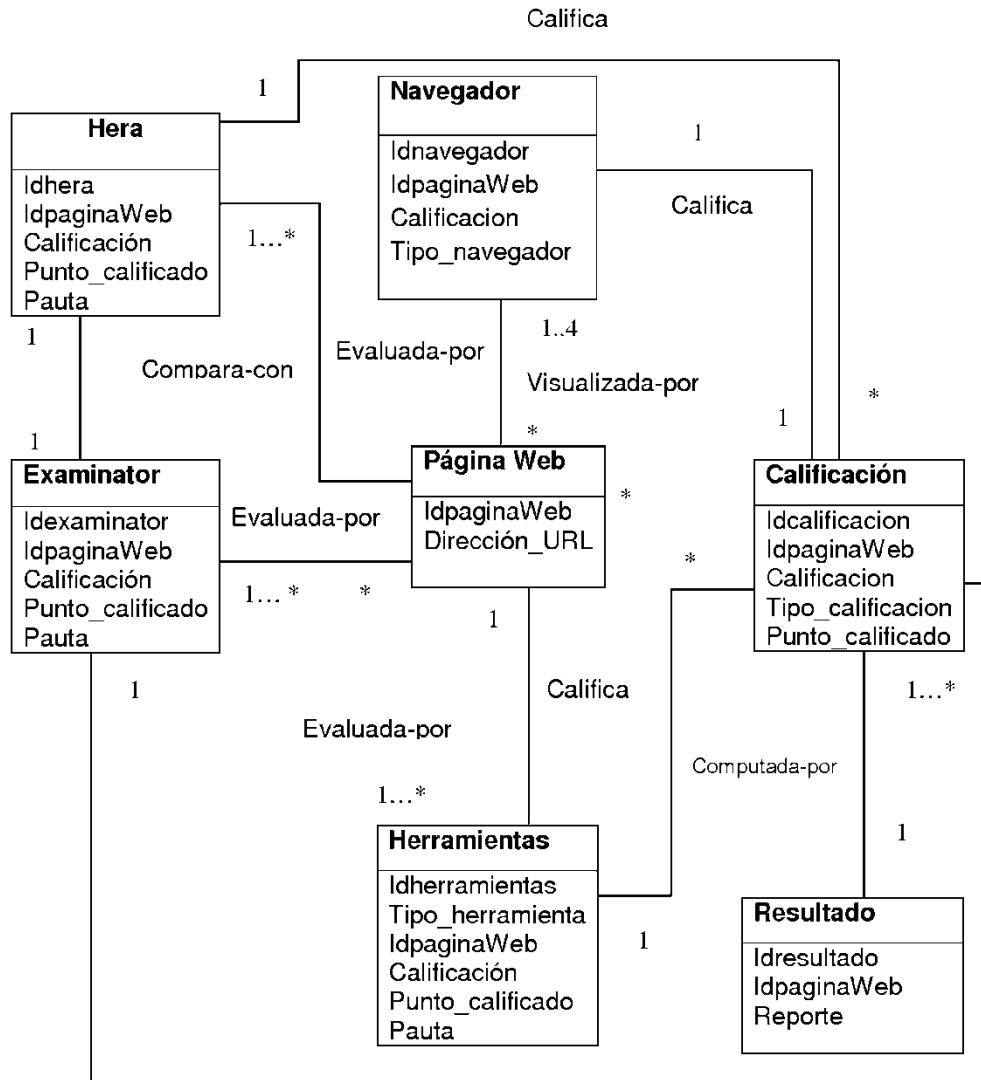 Califica
1
Navegador
Idnavegador
IdpaginaWeb
Calificacion
Tipo_navegador
1
Califica
Hera
Idhera
IdpaginaWeb
Calificación
Punto_calificado
Pauta
1...*
1
Compara-con
Evaluada-por
1..4
Visualizada-por
*
1
*
1
Examinator
Idexaminator
IdpaginaWeb
Calificación
Punto_calificado
Pauta
Evaluada-por
1... *
*
Página Web
IdpaginaWeb
Dirección_URL
*
*
Calificación
Idcalificacion
IdpaginaWeb
Calificacion
Tipo_calificacion
Punto_calificado
1
1
Califica
1...*
Evaluada-por
Computada-por
1...*
1
Herramientas
Idherramientas
Tipo_herramienta
IdpaginaWeb
Calificación
Punto_calificado
Pauta
1
Resultado
Idresultado
IdpaginaWeb
Reporte